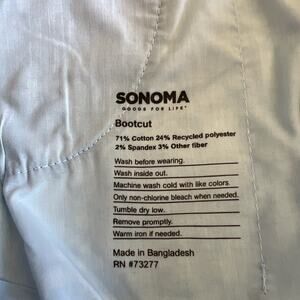 SONOMA
GOODS FOR LIFE®
Bootcut
71% Cotton 24% Recycled polyester
2% Spandex 3% Other fiber
Wash before wearing.
Wash inside out.
Machine wash cold with like colors.
Only non-chlorine bleach when needed.
Tumble dry low.
Remove promptly.
Warm iron if needed.
Made in Bangladesh
RN #73277